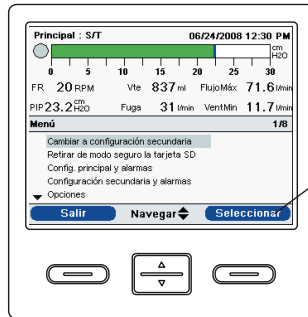 Principal : S/T 06/24/2008 12:30 PM
cm H2O
0 5 10 15 20 25 30
FR 20 RPM Vte 837 ml FlujoMáx 71.6 l/min
PIP 23.2 cm H2O Fuga 31 l/min VentMin 11.7 l/min
Menú 1/8
Cambiar a configuración secundaria
Retirar de modo seguro la tarjeta SD
Config. principal y alarmas
Configuración secundaria y alarmas
Opciones
Salir Navegar Seleccionar